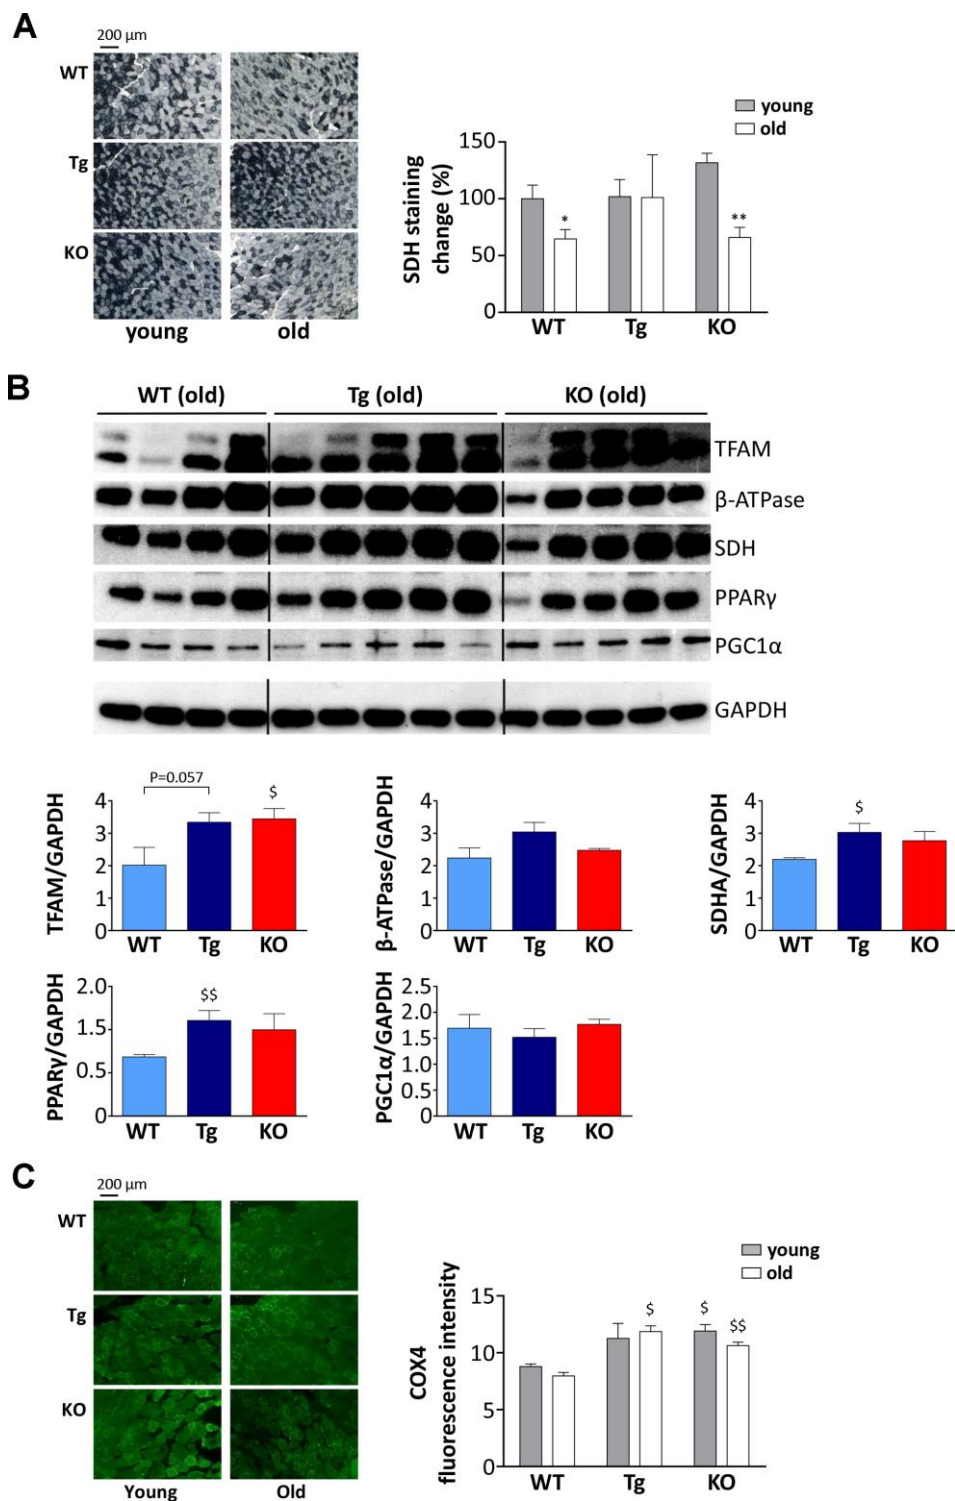 A
200 µm
WT
Tg
KO
young
old
young
old
SDH staining
change (%)
150
100
50
0
*
**
WT
Tg
KO
B
WT (old)
Tg (old)
KO (old)
TFAM
β-ATPase
SDH
PPARγ
PGC1α
GAPDH
TFAM/GAPDH
4
3
2
1
0
P=0.057
$
WT
Tg
KO
β-ATPase/GAPDH
4
3
2
1
0
WT
Tg
KO
SDHA/GAPDH
4
3
2
1
0
$
WT
Tg
KO
PPARγ/GAPDH
2.0
1.5
0.5
0
$$
WT
Tg
KO
PGC1α/GAPDH
2.5
2.0
1.5
1.0
0.5
0
WT
Tg
KO
C
200 µm
WT
Tg
KO
Young
Old
young
old
COX4
fluorescence intensity
15
10
5
0
$
$
$$
WT
Tg
KO